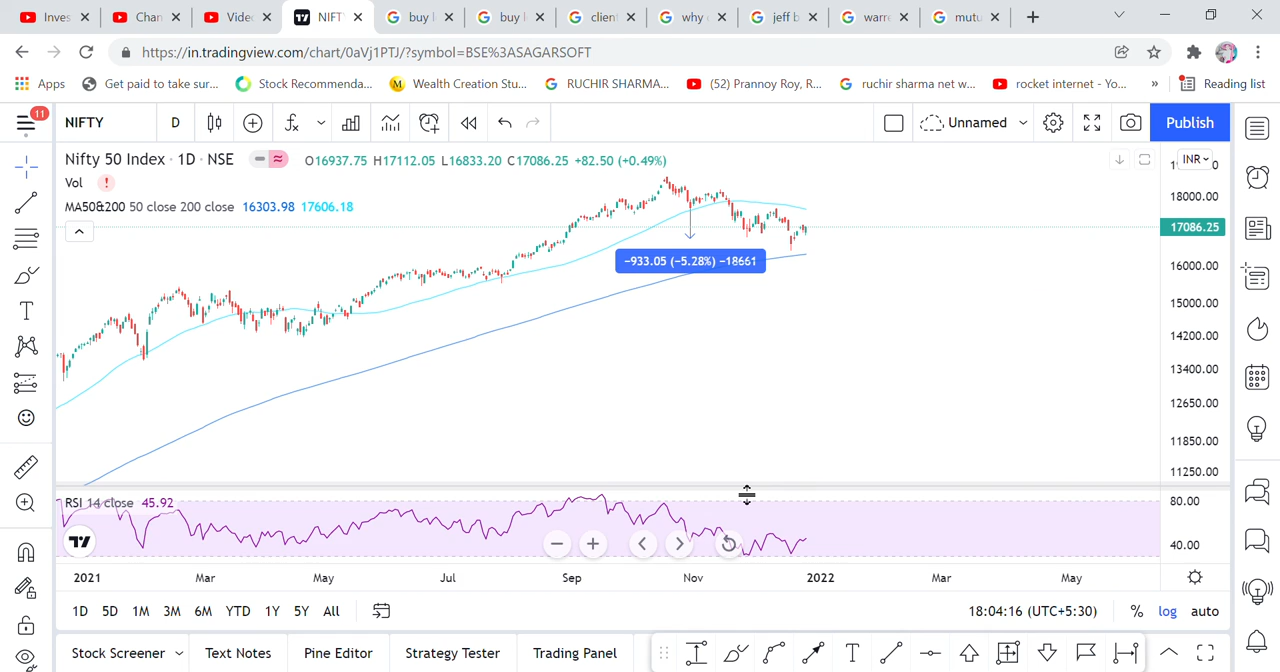 Inves
Chan
Video
NIFT
buy l
buy l
client
why c
jeff b
warre
mutu
https://in.tradingview.com/chart/0aVj1PTJ/?symbol=BSE%3ASAGARSOFT
Apps
Get paid to take sur...
Stock Recommenda...
M Wealth Creation Stu...
RUCHIR SHARMA...
(52) Prannoy Roy, R...
ruchir sharma net w...
rocket internet - Yo...
»
Reading list
11
NIFTY
D
Unnamed
Publish
Nifty 50 Index · 1D · NSE
O16937.75 H17112.05 L16833.20 C17086.25 +82.50 (+0.49%)
INR
Vol
MA50&200 50 close 200 close 16303.98 17606.18
−933.05 (−5.28%) −18661
18000.00
17086.25
16000.00
15000.00
14200.00
13400.00
12650.00
11850.00
11250.00
RSI 14 close 45.92
80.00
40.00
2021 Mar May Jul Sep Nov 2022 Mar May
1D 5D 1M 3M 6M YTD 1Y 5Y All
18:04:16 (UTC+5:30)
% log auto
Stock Screener Text Notes Pine Editor Strategy Tester Trading Panel